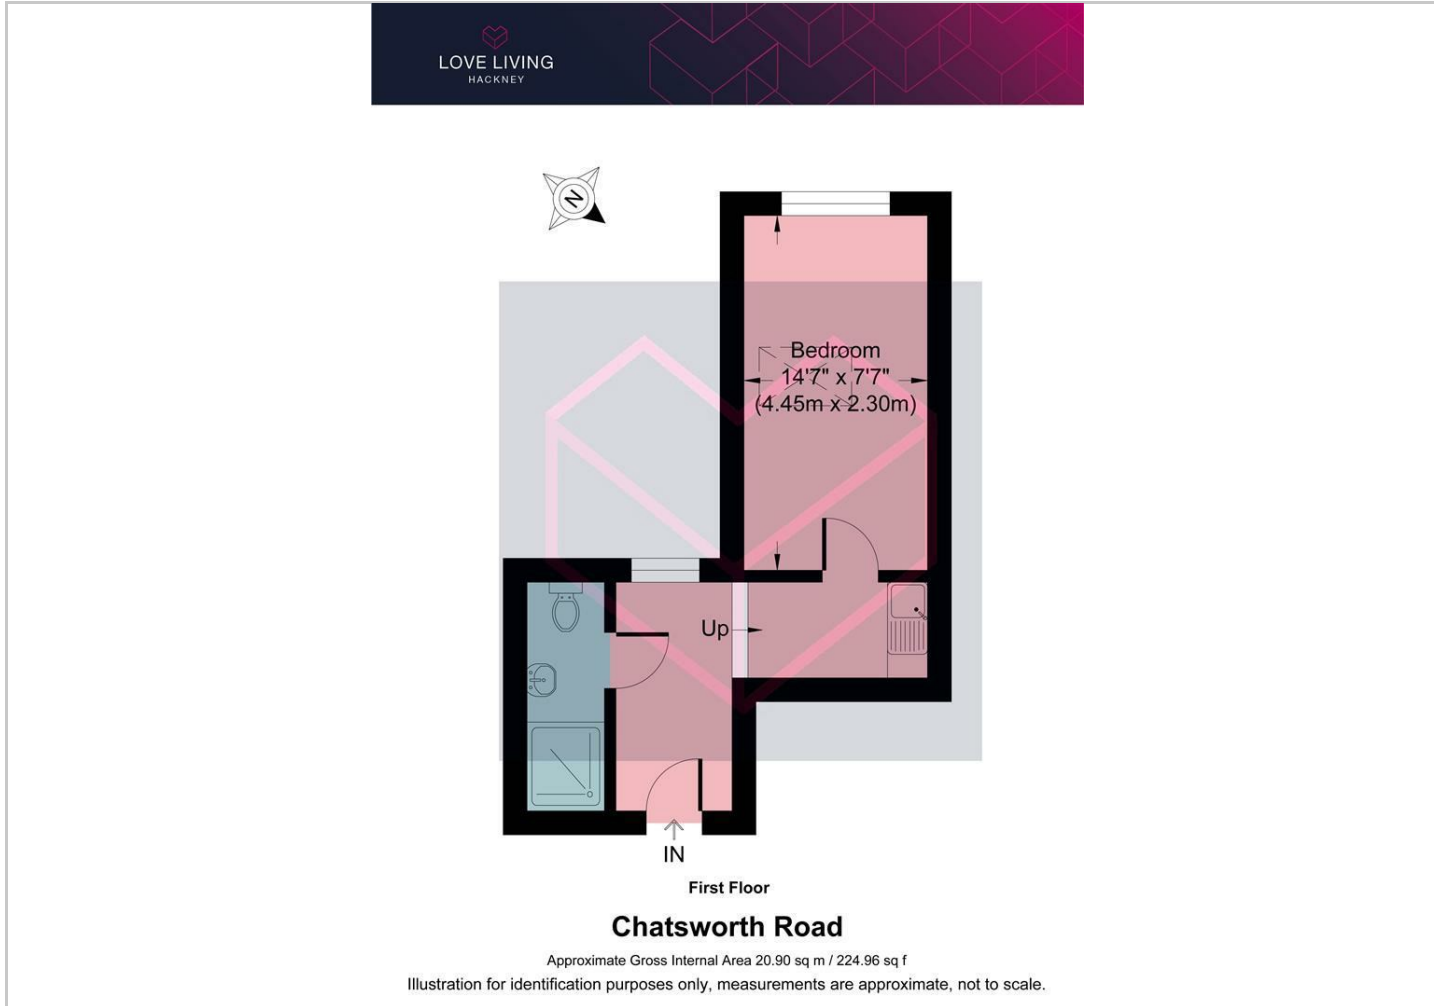 LOVE LIVING
HACKNEY
N
Bedroom
14'7" x 7'7"
(4.45m x 2.30m)
Up
IN
First Floor
Chatsworth Road
Approximate Gross Internal Area 20.90 sq m / 224.96 sq f
Illustration for identification purposes only, measurements are approximate, not to scale.